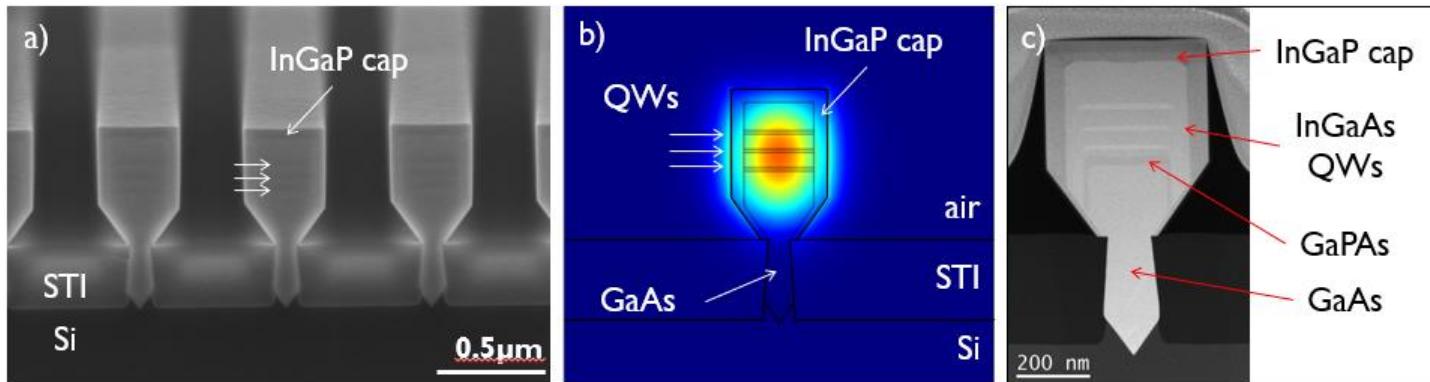 a)
InGaP cap
STI
Si
0.5µm
b)
InGaP cap
QWs
air
GaAs
STI
Si
c)
InGaP cap
InGaAs
QWs
GaPAs
GaAs
200 nm